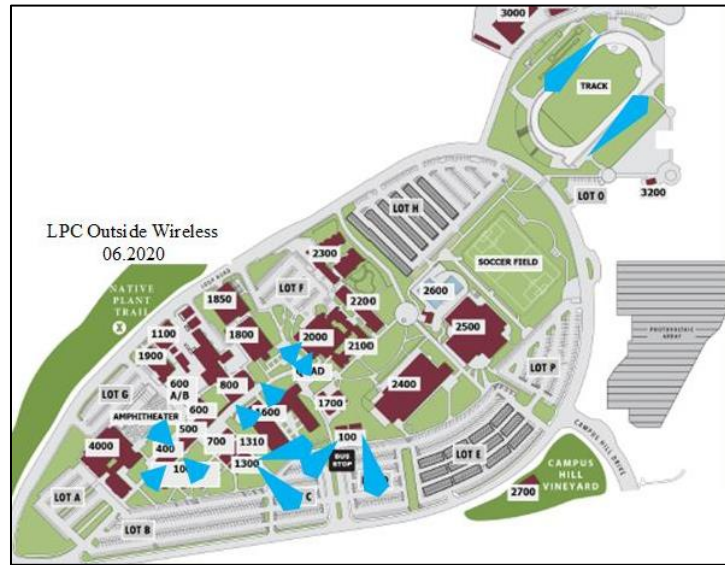 3000
TRACK
LOT O
3200
LOT H
LPC Outside Wireless
06.2020
SOCCER FIELD
2300
LOOP ROAD
NATIVE
PLANT
TRAIL
X
LOT F
2600
1850
2200
2500
1100
1800
2000
2100
PHOTOVOLTAIC
ARRAY
1900
LOT P
600
A/B
800
2400
LOT G
1700
AMPHITHEATER
600
1600
500
4000
700
1310
100
400
1300
BUS
STOP
LOT E
CAMPUS HILL DRIVE
CAMPUS
HILL
VINEYARD
2700
LOT A
LOT B